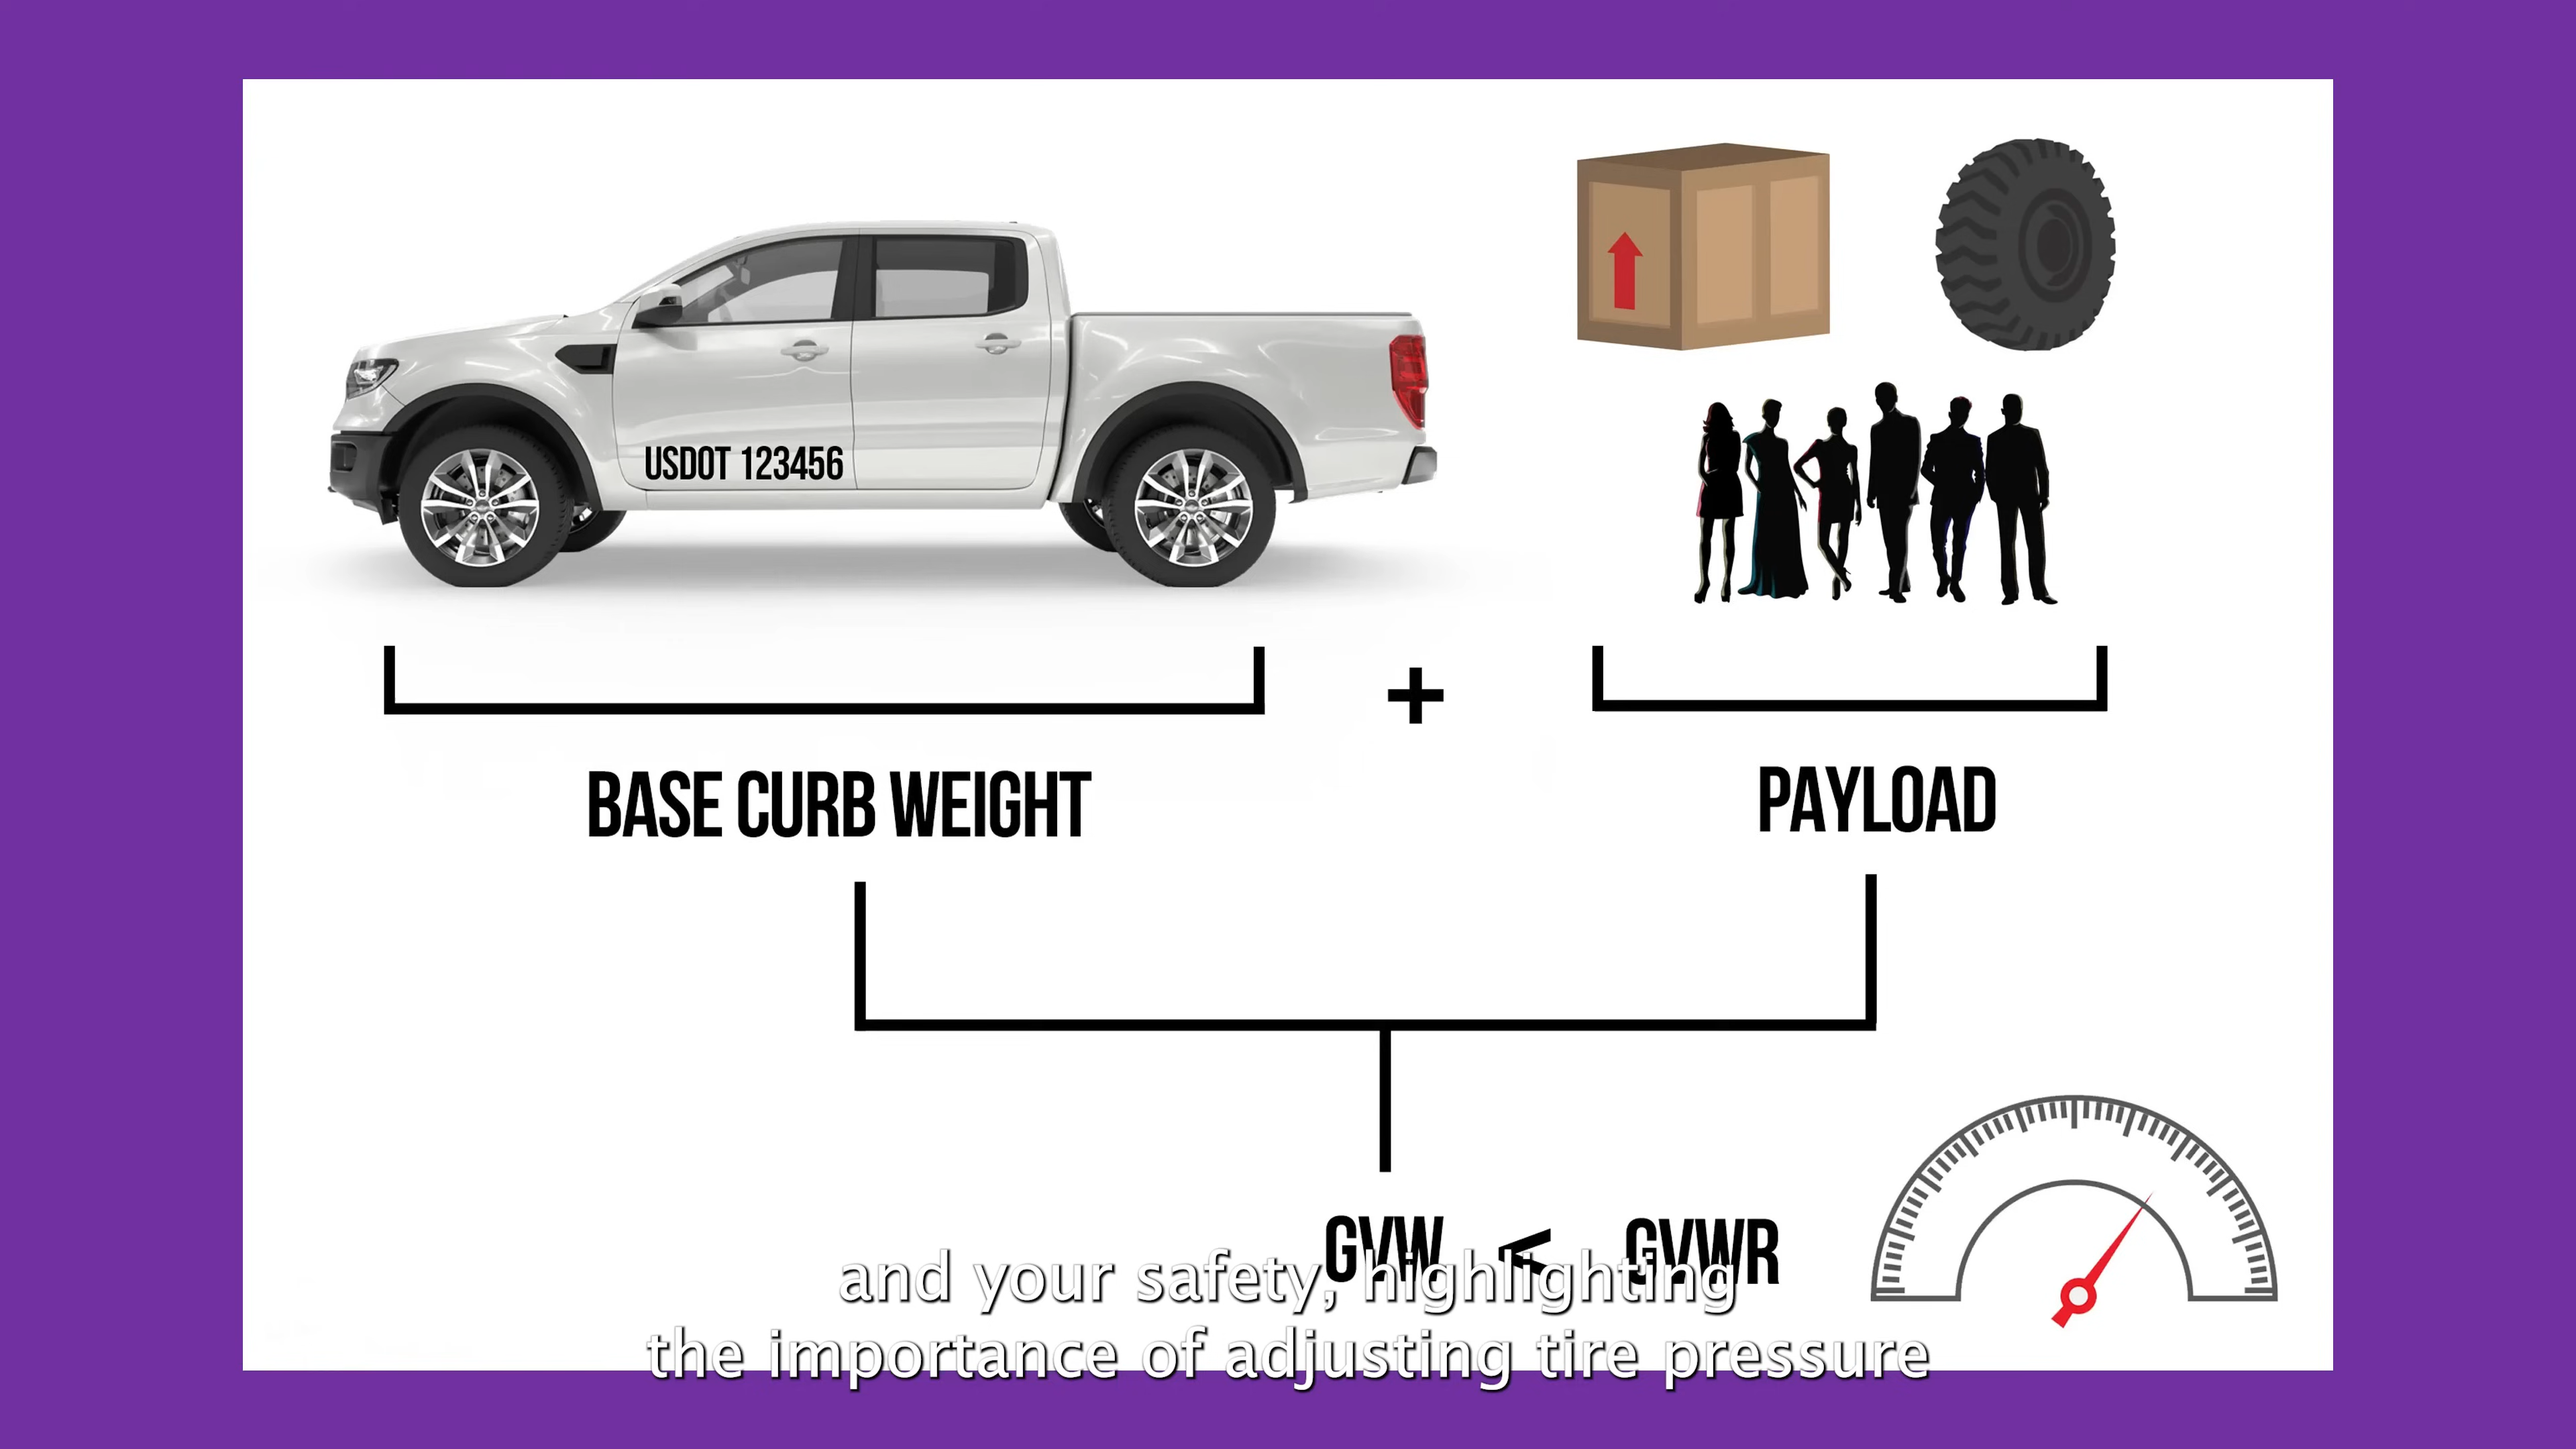 USDOT 123456
+
BASE CURB WEIGHT
PAYLOAD
GVW < GVWR
and your safety, highlighting
the importance of adjusting tire pressure